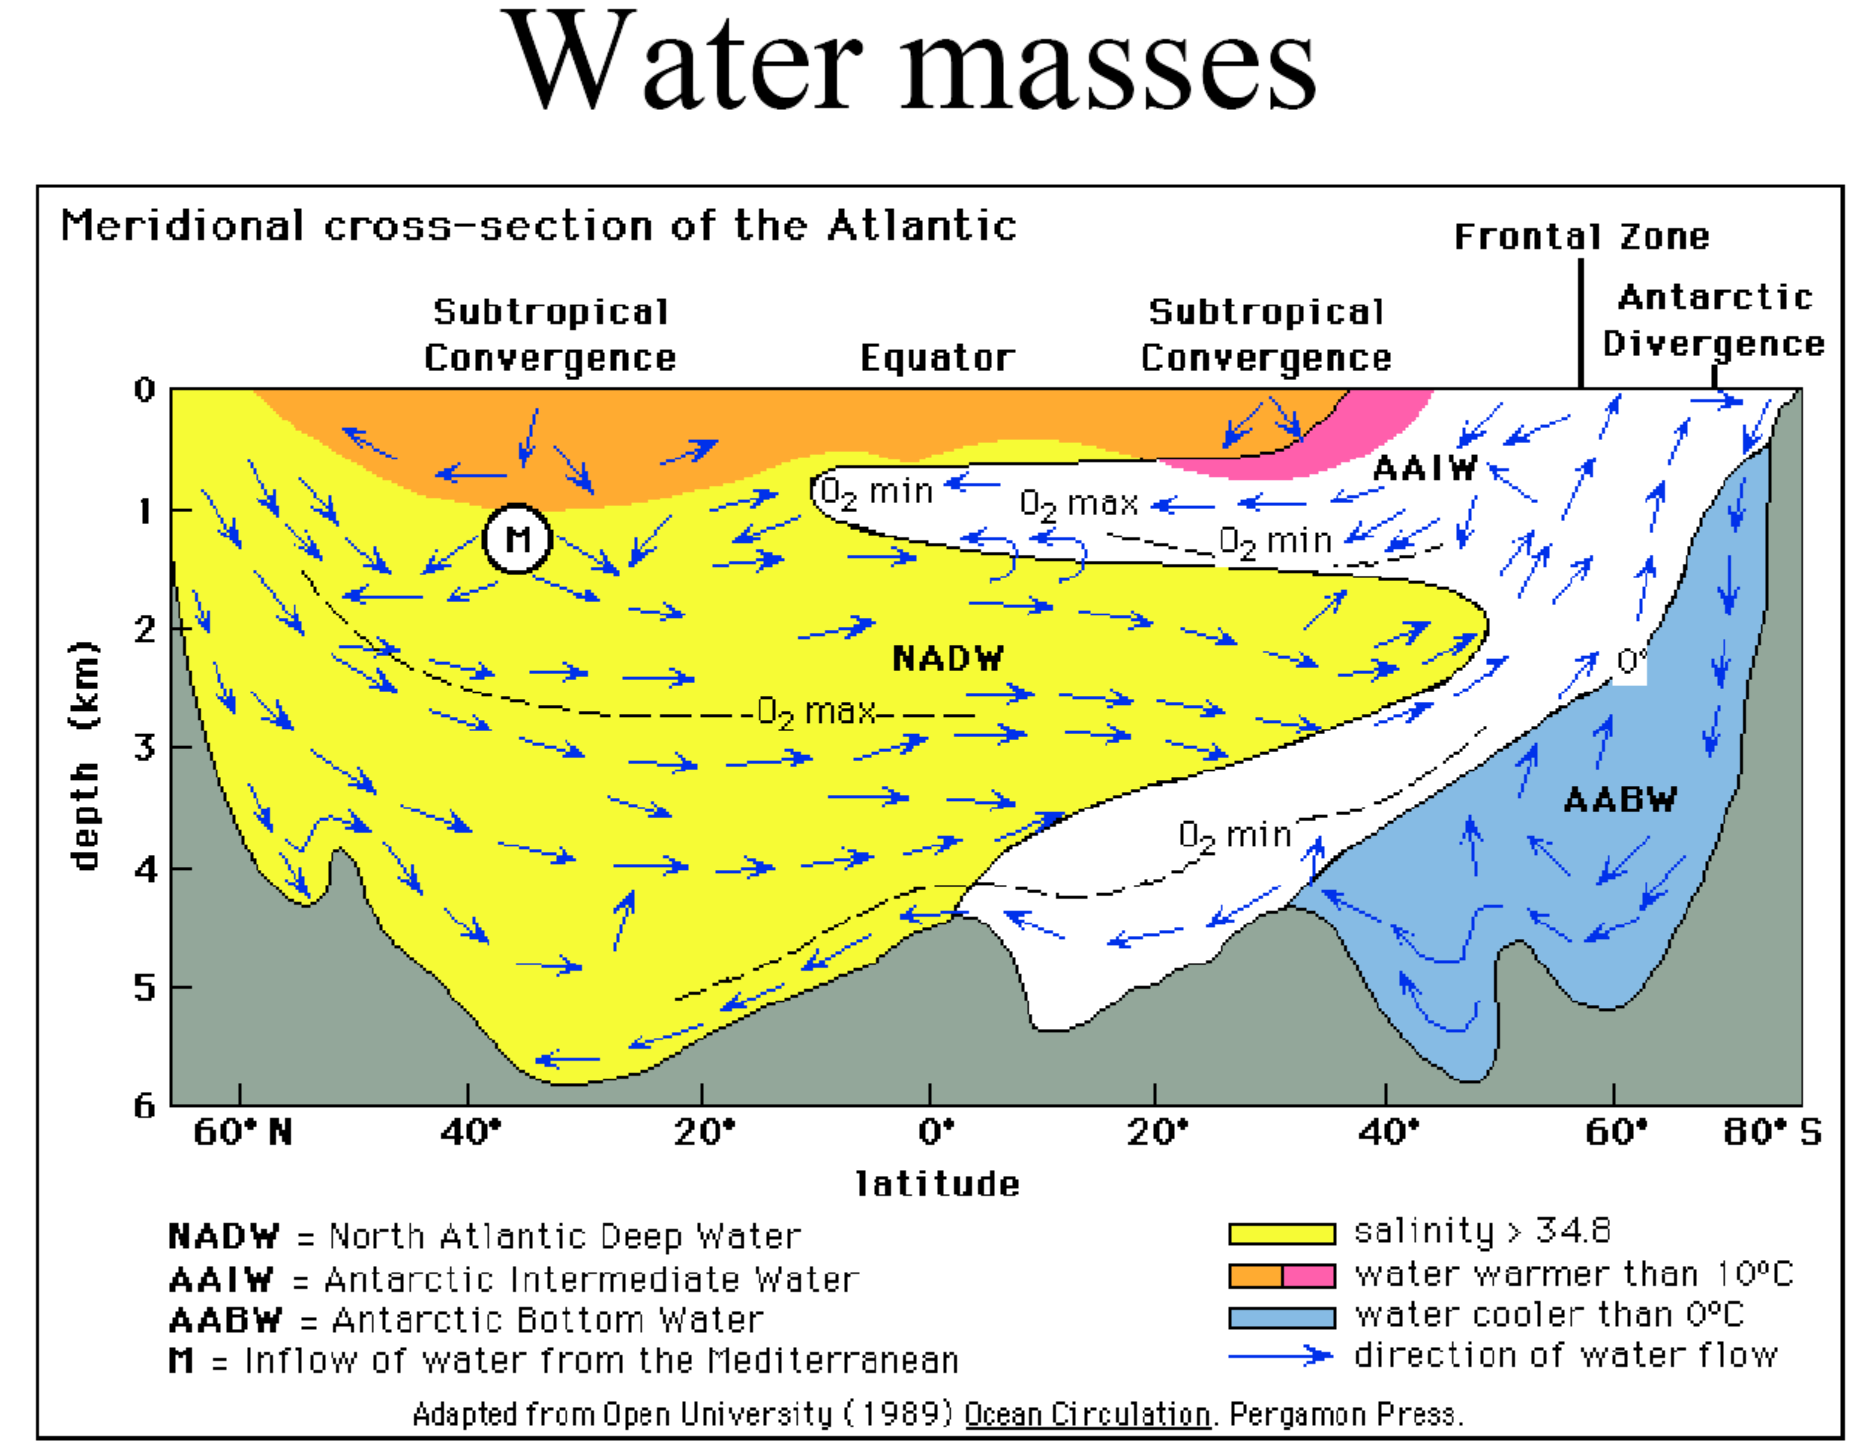 Water masses
Meridional cross-section of the Atlantic
Frontal Zone
Antarctic
Divergence
Subtropical
Convergence
Equator
Subtropical
Convergence
0
1
2
3
4
5
6
depth (km)
M
O2 min
O2 max
AAIW
O2 min
NADW
O2 max
0°
AABW
O2 min
60° N 40° 20° 0° 20° 40° 60° 80° S
latitude
NADW = North Atlantic Deep Water
AAIW = Antarctic Intermediate Water
AABW = Antarctic Bottom Water
M = Inflow of water from the Mediterranean
salinity > 34.8
water warmer than 10ºC
water cooler than 0ºC
direction of water flow
Adapted from Open University (1989) Ocean Circulation. Pergamon Press.